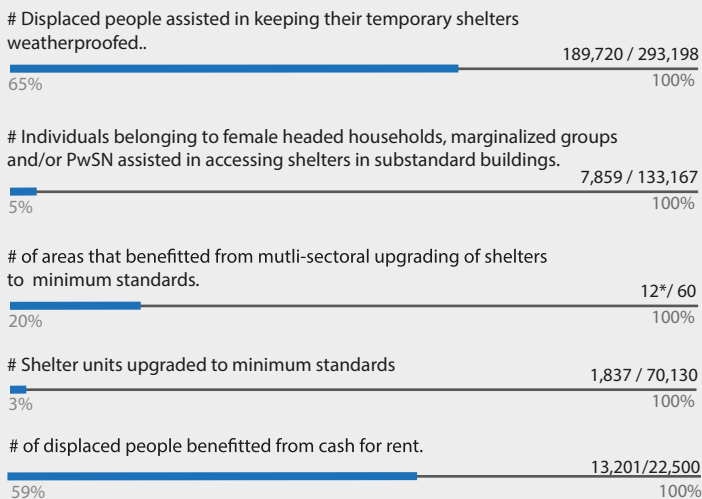 # Displaced people assisted in keeping their temporary shelters
weatherproofed..
189,720 / 293,198
65%
100%
# Individuals belonging to female headed households, marginalized groups
and/or PwSN assisted in accessing shelters in substandard buildings.
7,859 / 133,167
5%
100%
# of areas that benefitted from mutli-sectoral upgrading of shelters
to minimum standards.
12*/ 60
20%
100%
# Shelter units upgraded to minimum standards
1,837 / 70,130
3%
100%
# of displaced people benefitted from cash for rent.
13,201/22,500
59%
100%